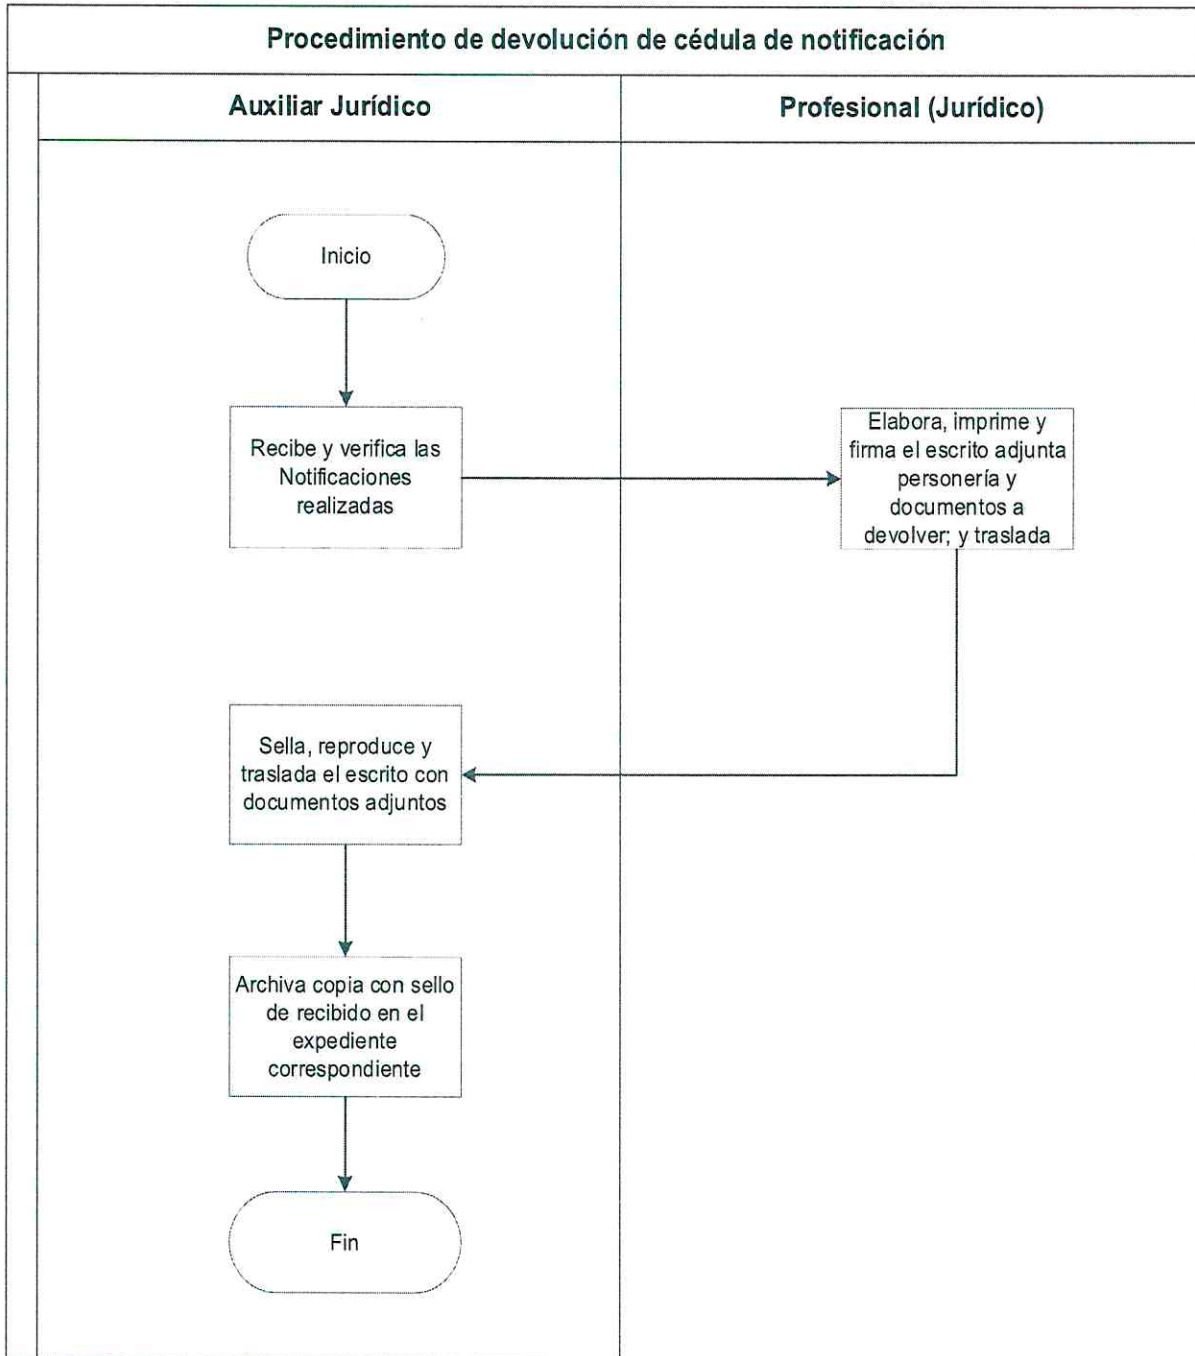 Procedimiento de devolución de cédula de notificación
Auxiliar Jurídico
Profesional (Jurídico)
Inicio
Recibe y verifica las
Notificaciones
realizadas
Elabora, imprime y
firma el escrito adjunta
personería y
documentos a
devolver; y traslada
Sella, reproduce y
traslada el escrito con
documentos adjuntos
Archiva copia con sello
de recibido en el
expediente
correspondiente
Fin